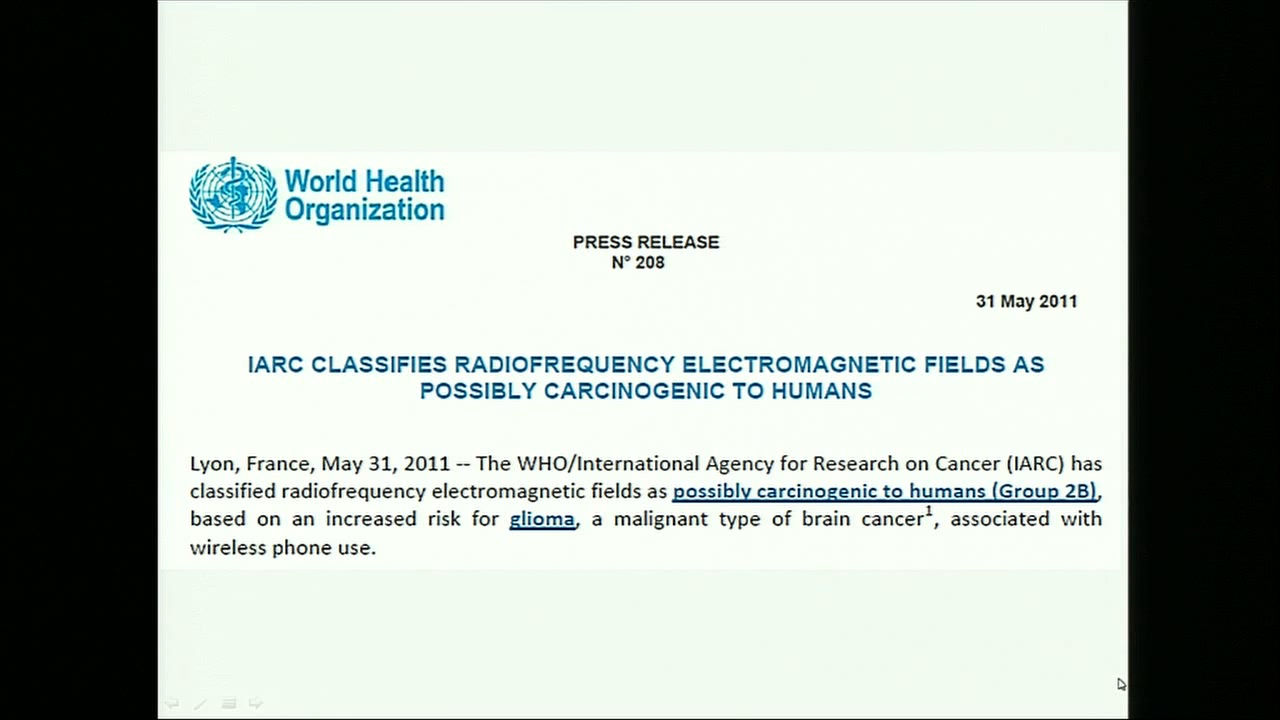 World Health
Organization
PRESS RELEASE
N° 208
31 May 2011
IARC CLASSIFIES RADIOFREQUENCY ELECTROMAGNETIC FIELDS AS
POSSIBLY CARCINOGENIC TO HUMANS
Lyon, France, May 31, 2011 -- The WHO/International Agency for Research on Cancer (IARC) has
classified radiofrequency electromagnetic fields as possibly carcinogenic to humans (Group 2B),
based on an increased risk for glioma, a malignant type of brain cancer¹, associated with
wireless phone use.